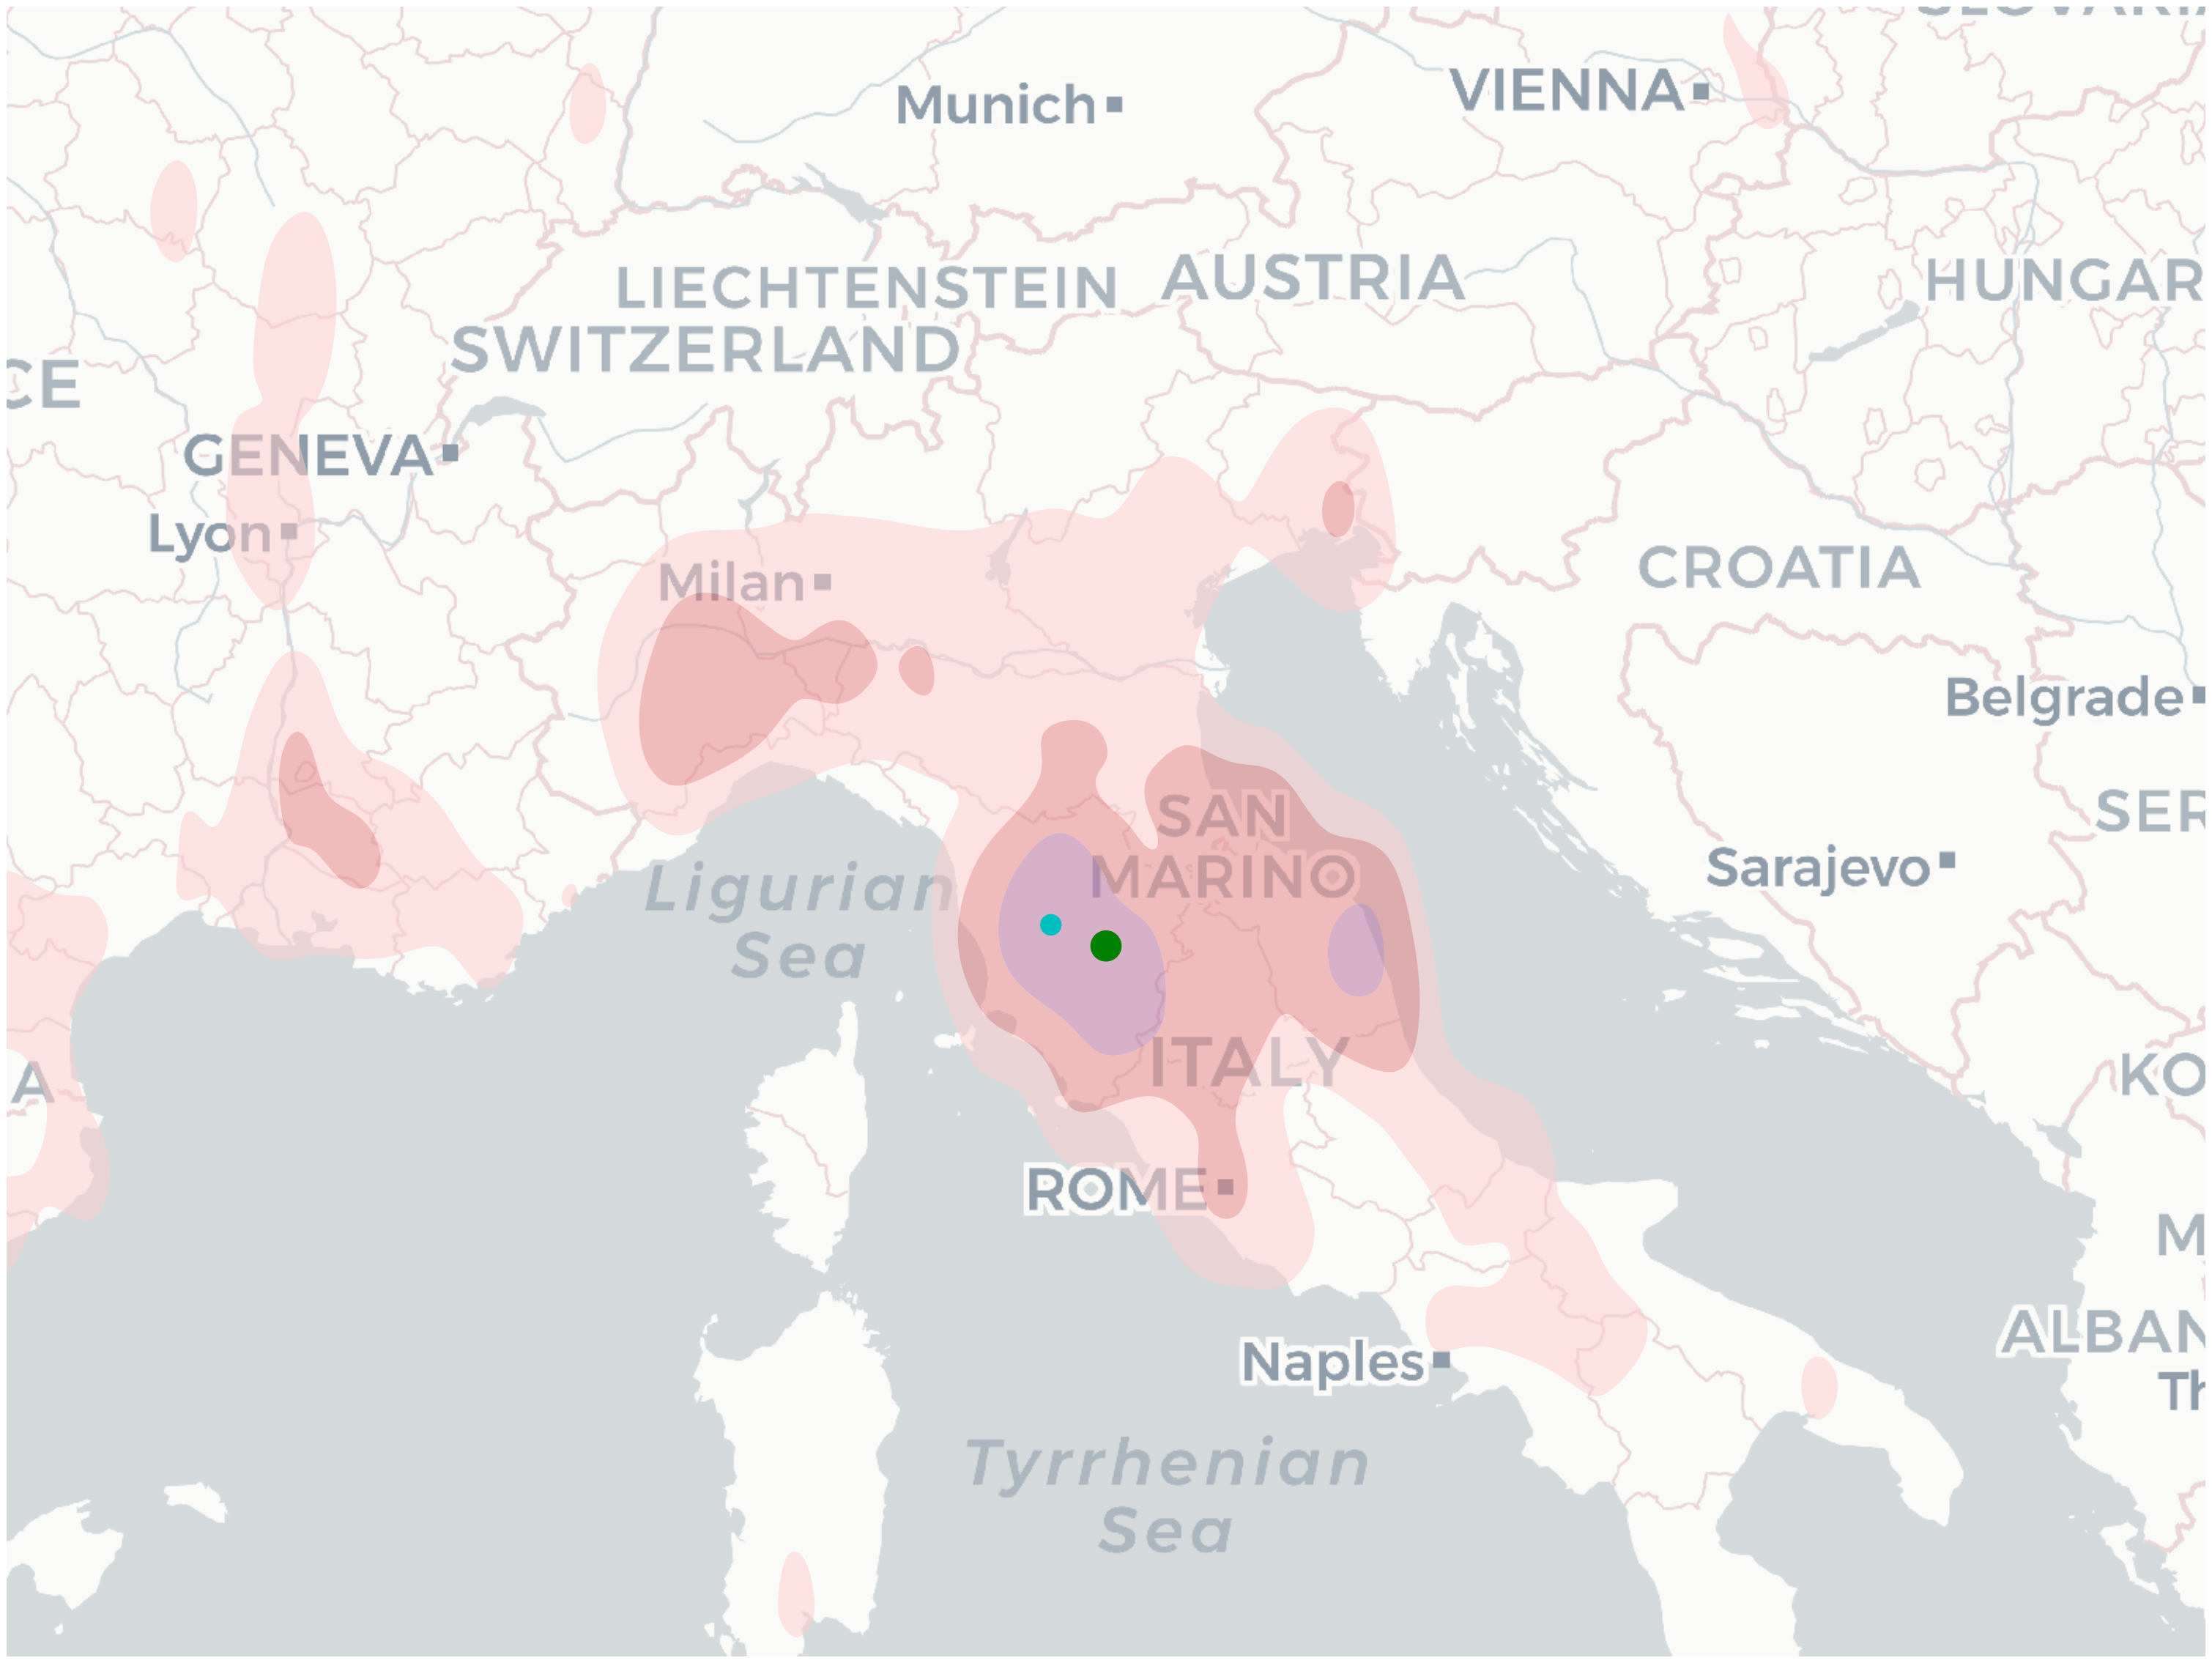 Munich
VIENNA
LIECHTENSTEIN
AUSTRIA
HUNGAR
SWITZERLAND
CE
GENEVA
Lyon
Milan
CROATIA
Belgrade
SAN
MARINO
SER
Sarajevo
Ligurian
Sea
ITALY
A
KO
ROME
M
Naples
ALBAN
Th
Tyrrhenian
Sea